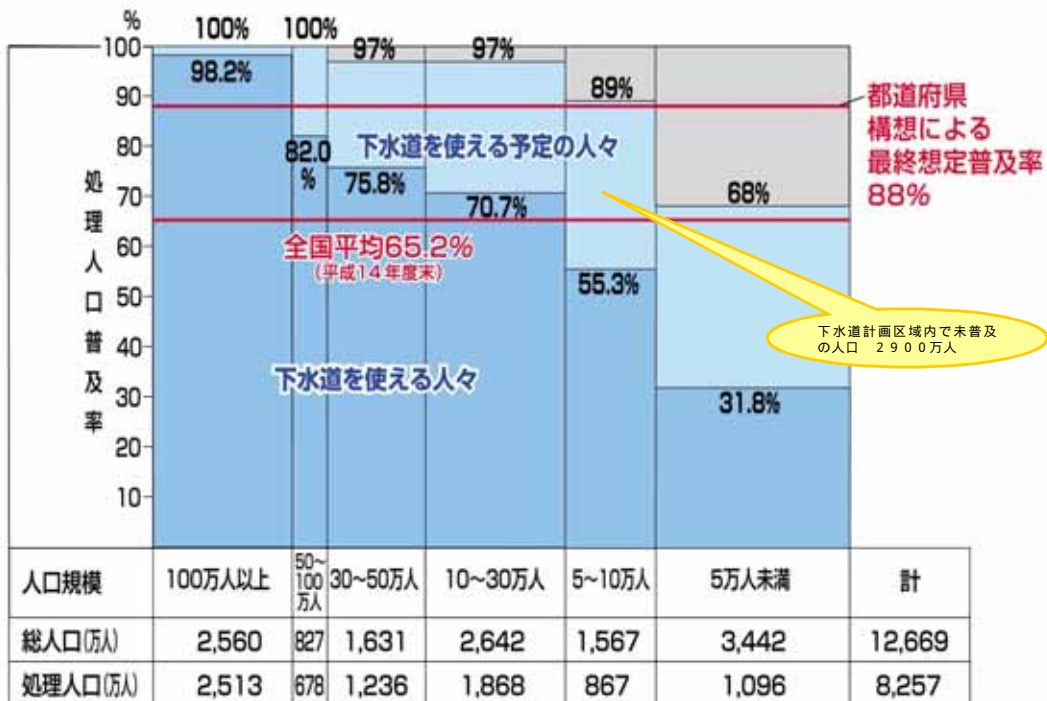 %
100% 100%
100
98.2%
97%
97%
90
89%
都道府県
構想による
最終想定普及率
88%
80
82.0
%
下水道を使える予定の人々
75.8%
70
70.7%
68%
処理人口普及率
全国平均65.2%
(平成14年度末)
60
55.3%
50
下水道計画区域内で未普及
の人口 2900万人
40
下水道を使える人々
31.8%
30
20
10
人口規模 100万人以上 50~100万人 30~50万人 10~30万人 5~10万人 5万人未満 計
総人口(万人) 2,560 827 1,631 2,642 1,567 3,442 12,669
処理人口(万人) 2,513 678 1,236 1,868 867 1,096 8,257